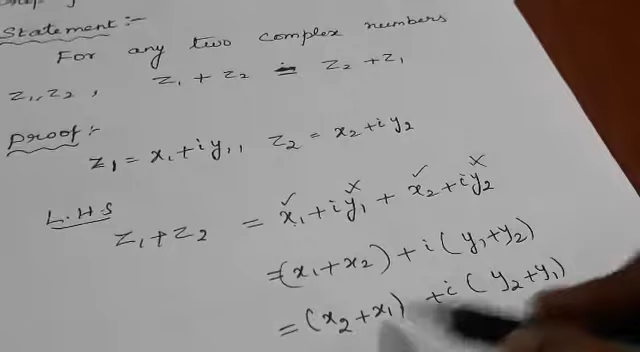 Statement :-
For any two complex numbers
z₁, z₂ , z₁ + z₂ = z₂ + z₁
Proof :-
z₁ = x₁ + iy₁, z₂ = x₂ + iy₂
L.H.S
z₁ + z₂ = x₁ + iy₁ + x₂ + iy₂
= (x₁ + x₂) + i(y₁ + y₂)
= (x₂ + x₁) + i(y₂ + y₁)